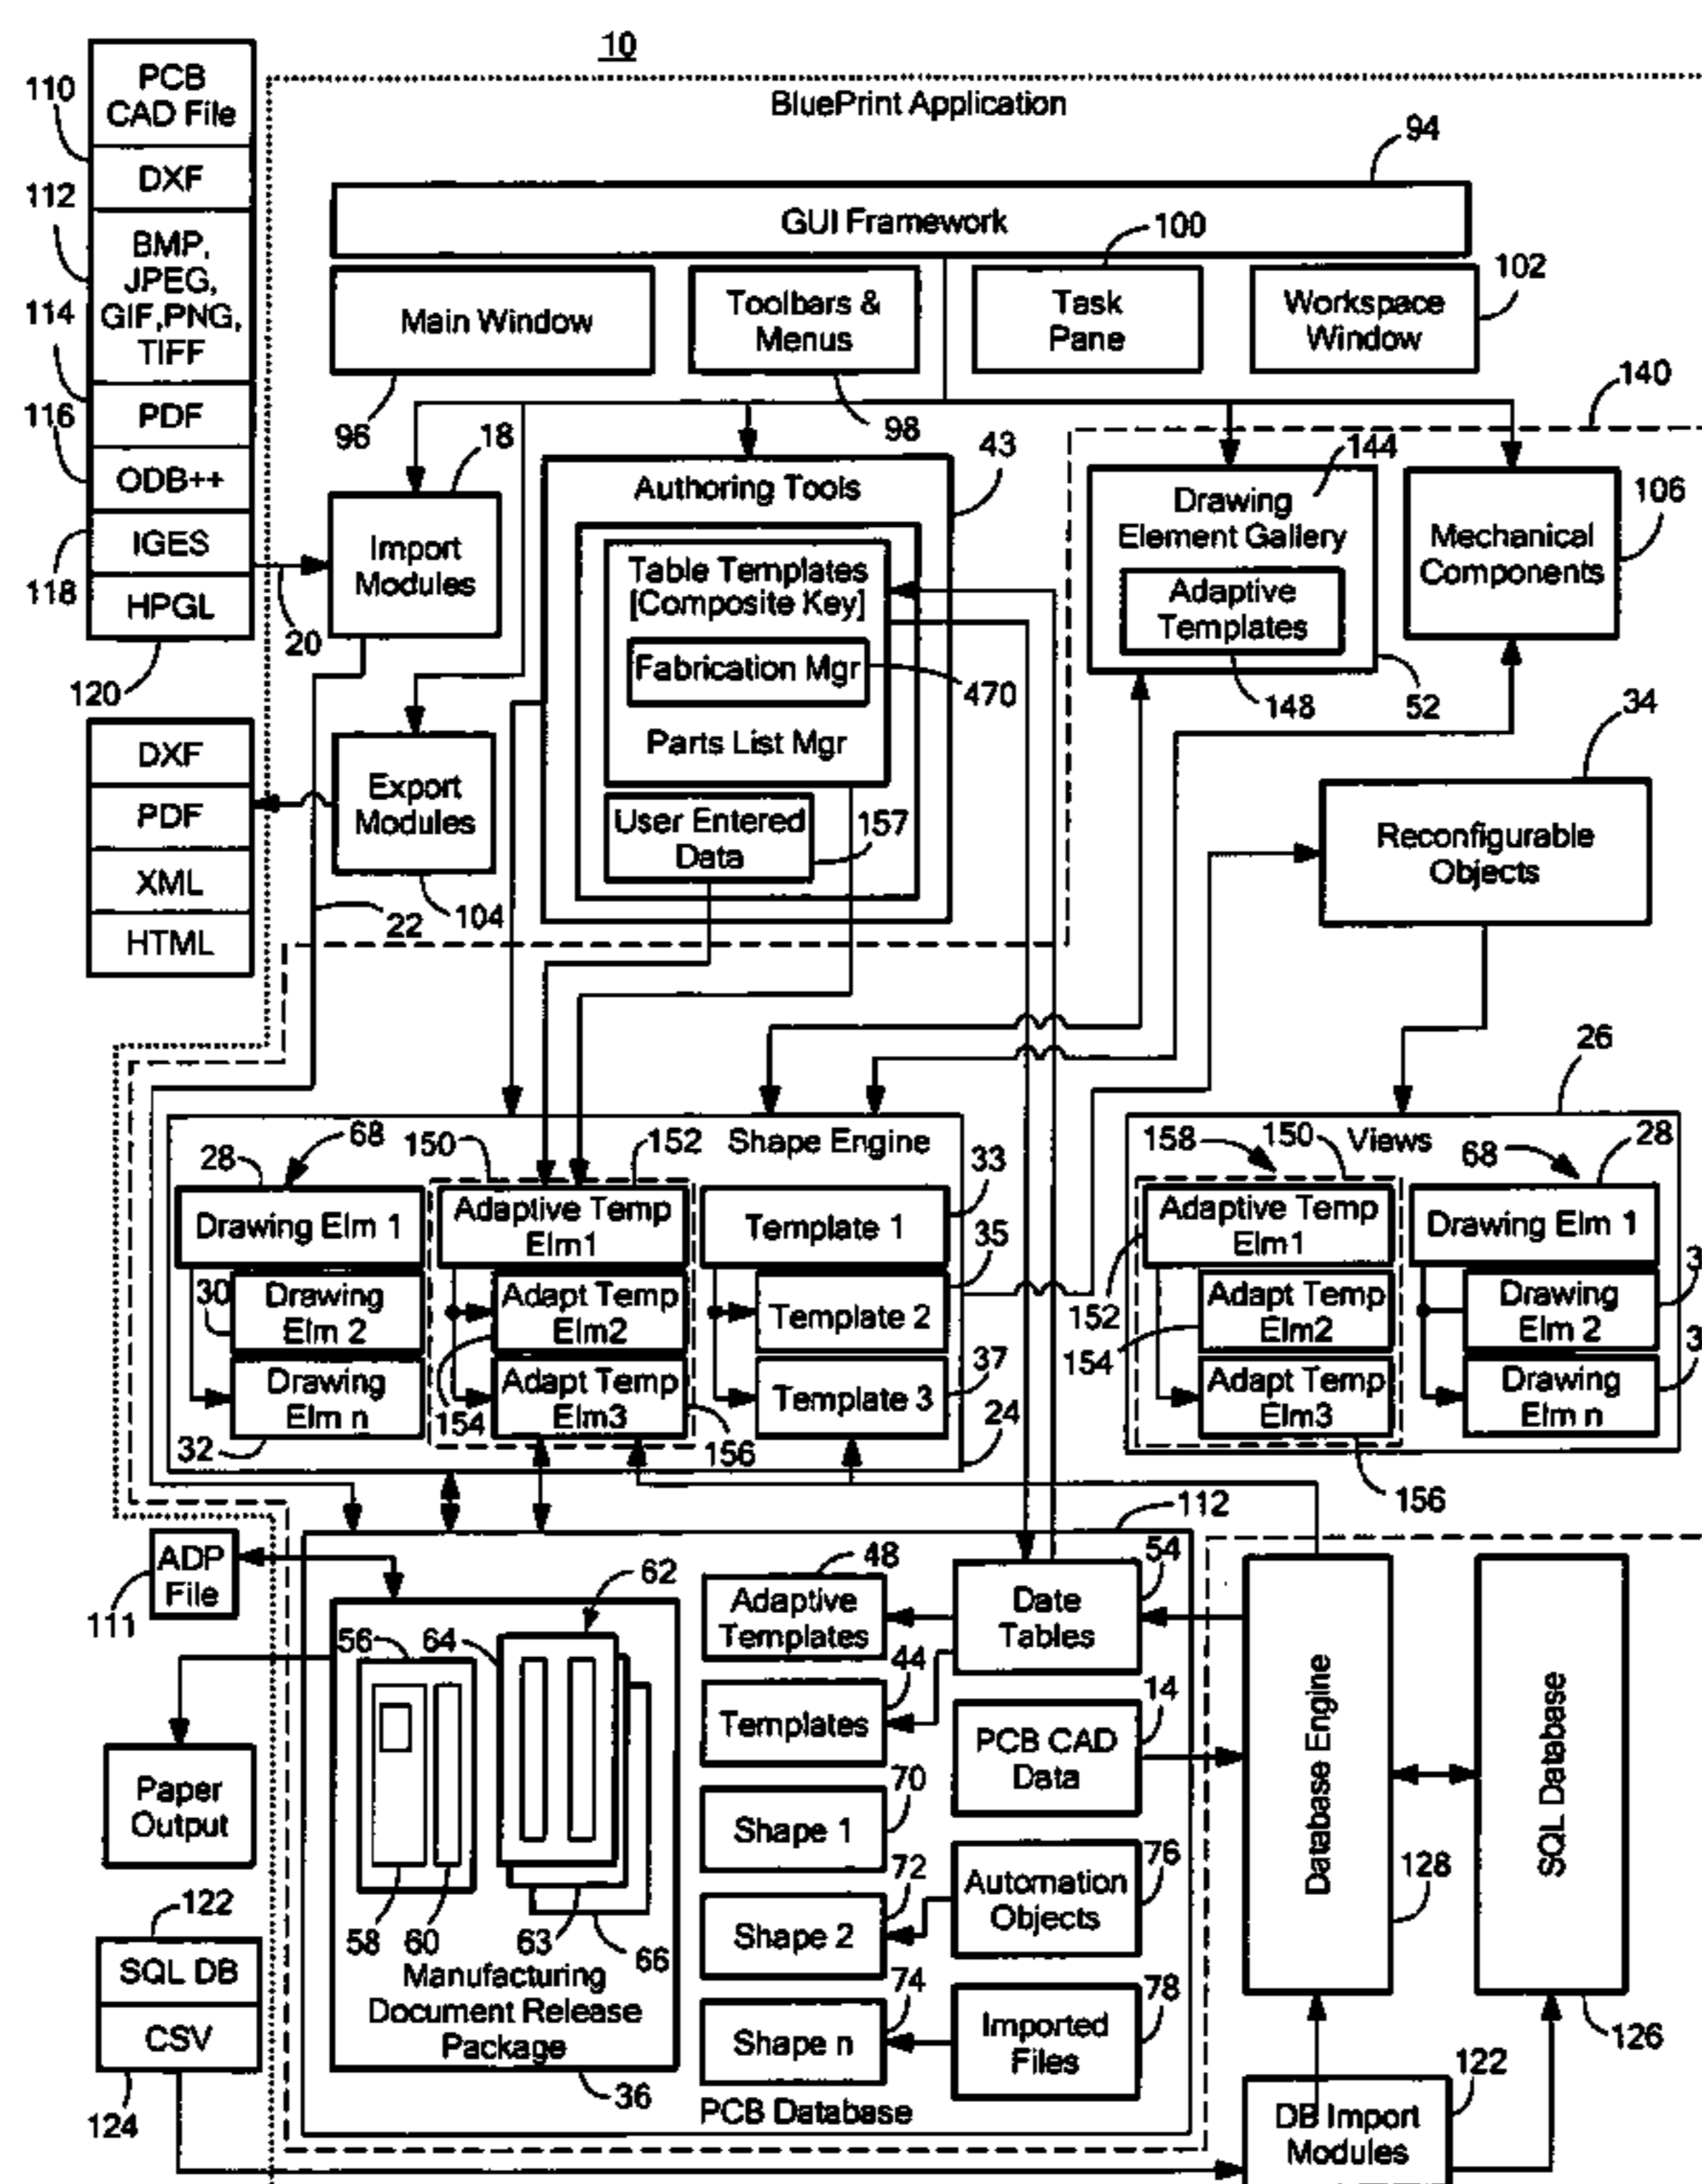 10
PCB
CAD File
DXF
BMP,
JPEG,
GIF,PNG,
TIFF
PDF
ODB++
IGES
HPGL
110
112
114
116
118
120
20
BluePrint Application
94
GUI Framework
100
102
Main Window
Toolbars &
Menus
Task
Pane
Workspace
Window
96
98
140
18
43
144
106
Import
Modules
Authoring Tools
Table Templates
[Composite Key]
Fabrication Mgr
470
Parts List Mgr
User Entered
Data
157
Drawing
Element Gallery
Adaptive
Templates
148
52
Mechanical
Components
34
DXF
PDF
XML
HTML
Export
Modules
104
22
Reconfigurable
Objects
26
Shape Engine
28
68
150
152
33
Drawing Elm 1
Adaptive Temp
Elm1
Template 1
35
30
Drawing
Elm 2
Adapt Temp
Elm2
Template 2
37
Drawing
Elm n
154
Adapt Temp
Elm3
Template 3
24
32
156
158
150
Views
68
28
Adaptive Temp
Elm1
Drawing Elm 1
152
Adapt Temp
Elm2
Drawing
Elm 2
3
154
Adapt Temp
Elm3
Drawing
Elm n
3
156
112
ADP
File
111
62
48
54
56
64
Adaptive
Templates
Date
Tables
44
14
Templates
PCB CAD
Data
Paper
Output
70
76
Shape 1
72
Automation
Objects
Shape 2
58
60
63
66
74
78
Manufacturing
Document Release
Package
Shape n
Imported
Files
36
PCB Database
Database Engine
128
SQL Database
126
122
SQL DB
CSV
124
122
DB Import
Modules